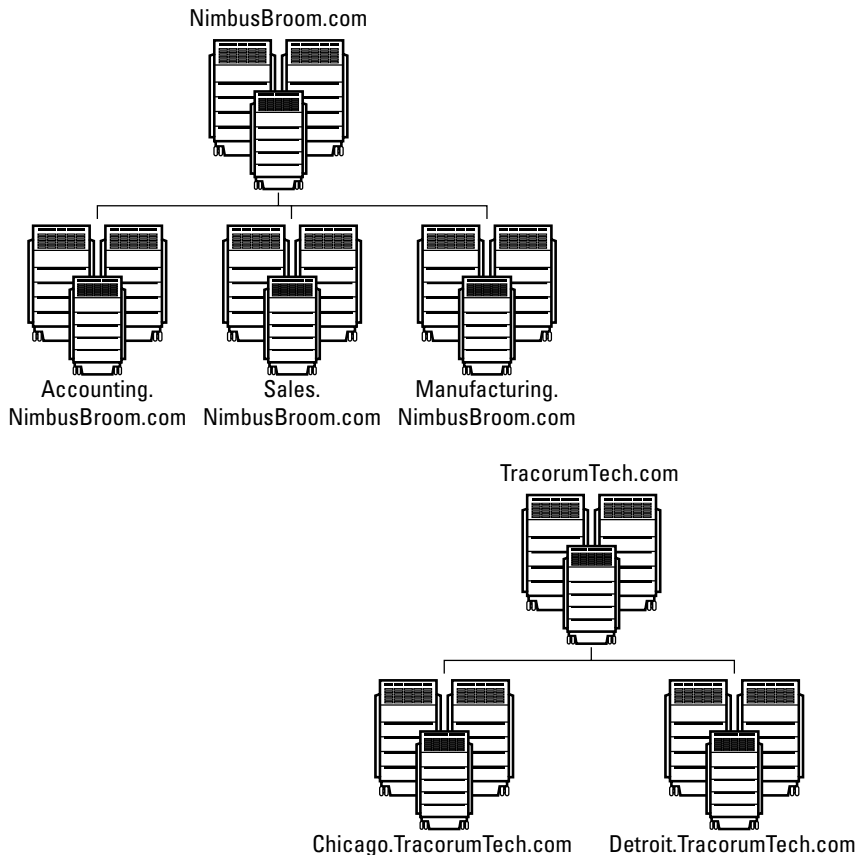 NimbusBroom.com
Accounting.
NimbusBroom.com
Sales.
NimbusBroom.com
Manufacturing.
NimbusBroom.com
TracorumTech.com
Chicago.TracorumTech.com
Detroit.TracorumTech.com